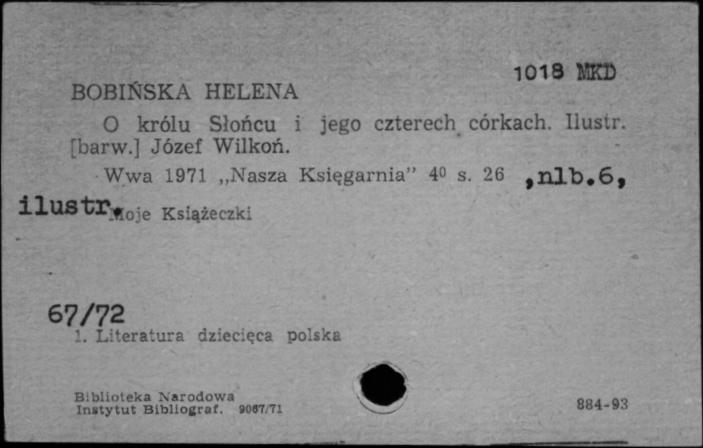 1018 MKD
BOBIŃSKA HELENA
O królu Słońcu i jego czterech córkach. Ilustr.
[barw.] Józef Wilkoń.
Wwa 1971 „Nasza Księgarnia” 4⁰ s. 26 ,nlb.6,
ilustr.
Moje Książeczki
67/72
1. Literatura dziecięca polska
Biblioteka Narodowa
Instytut Bibliograf. 9067/71
884-93